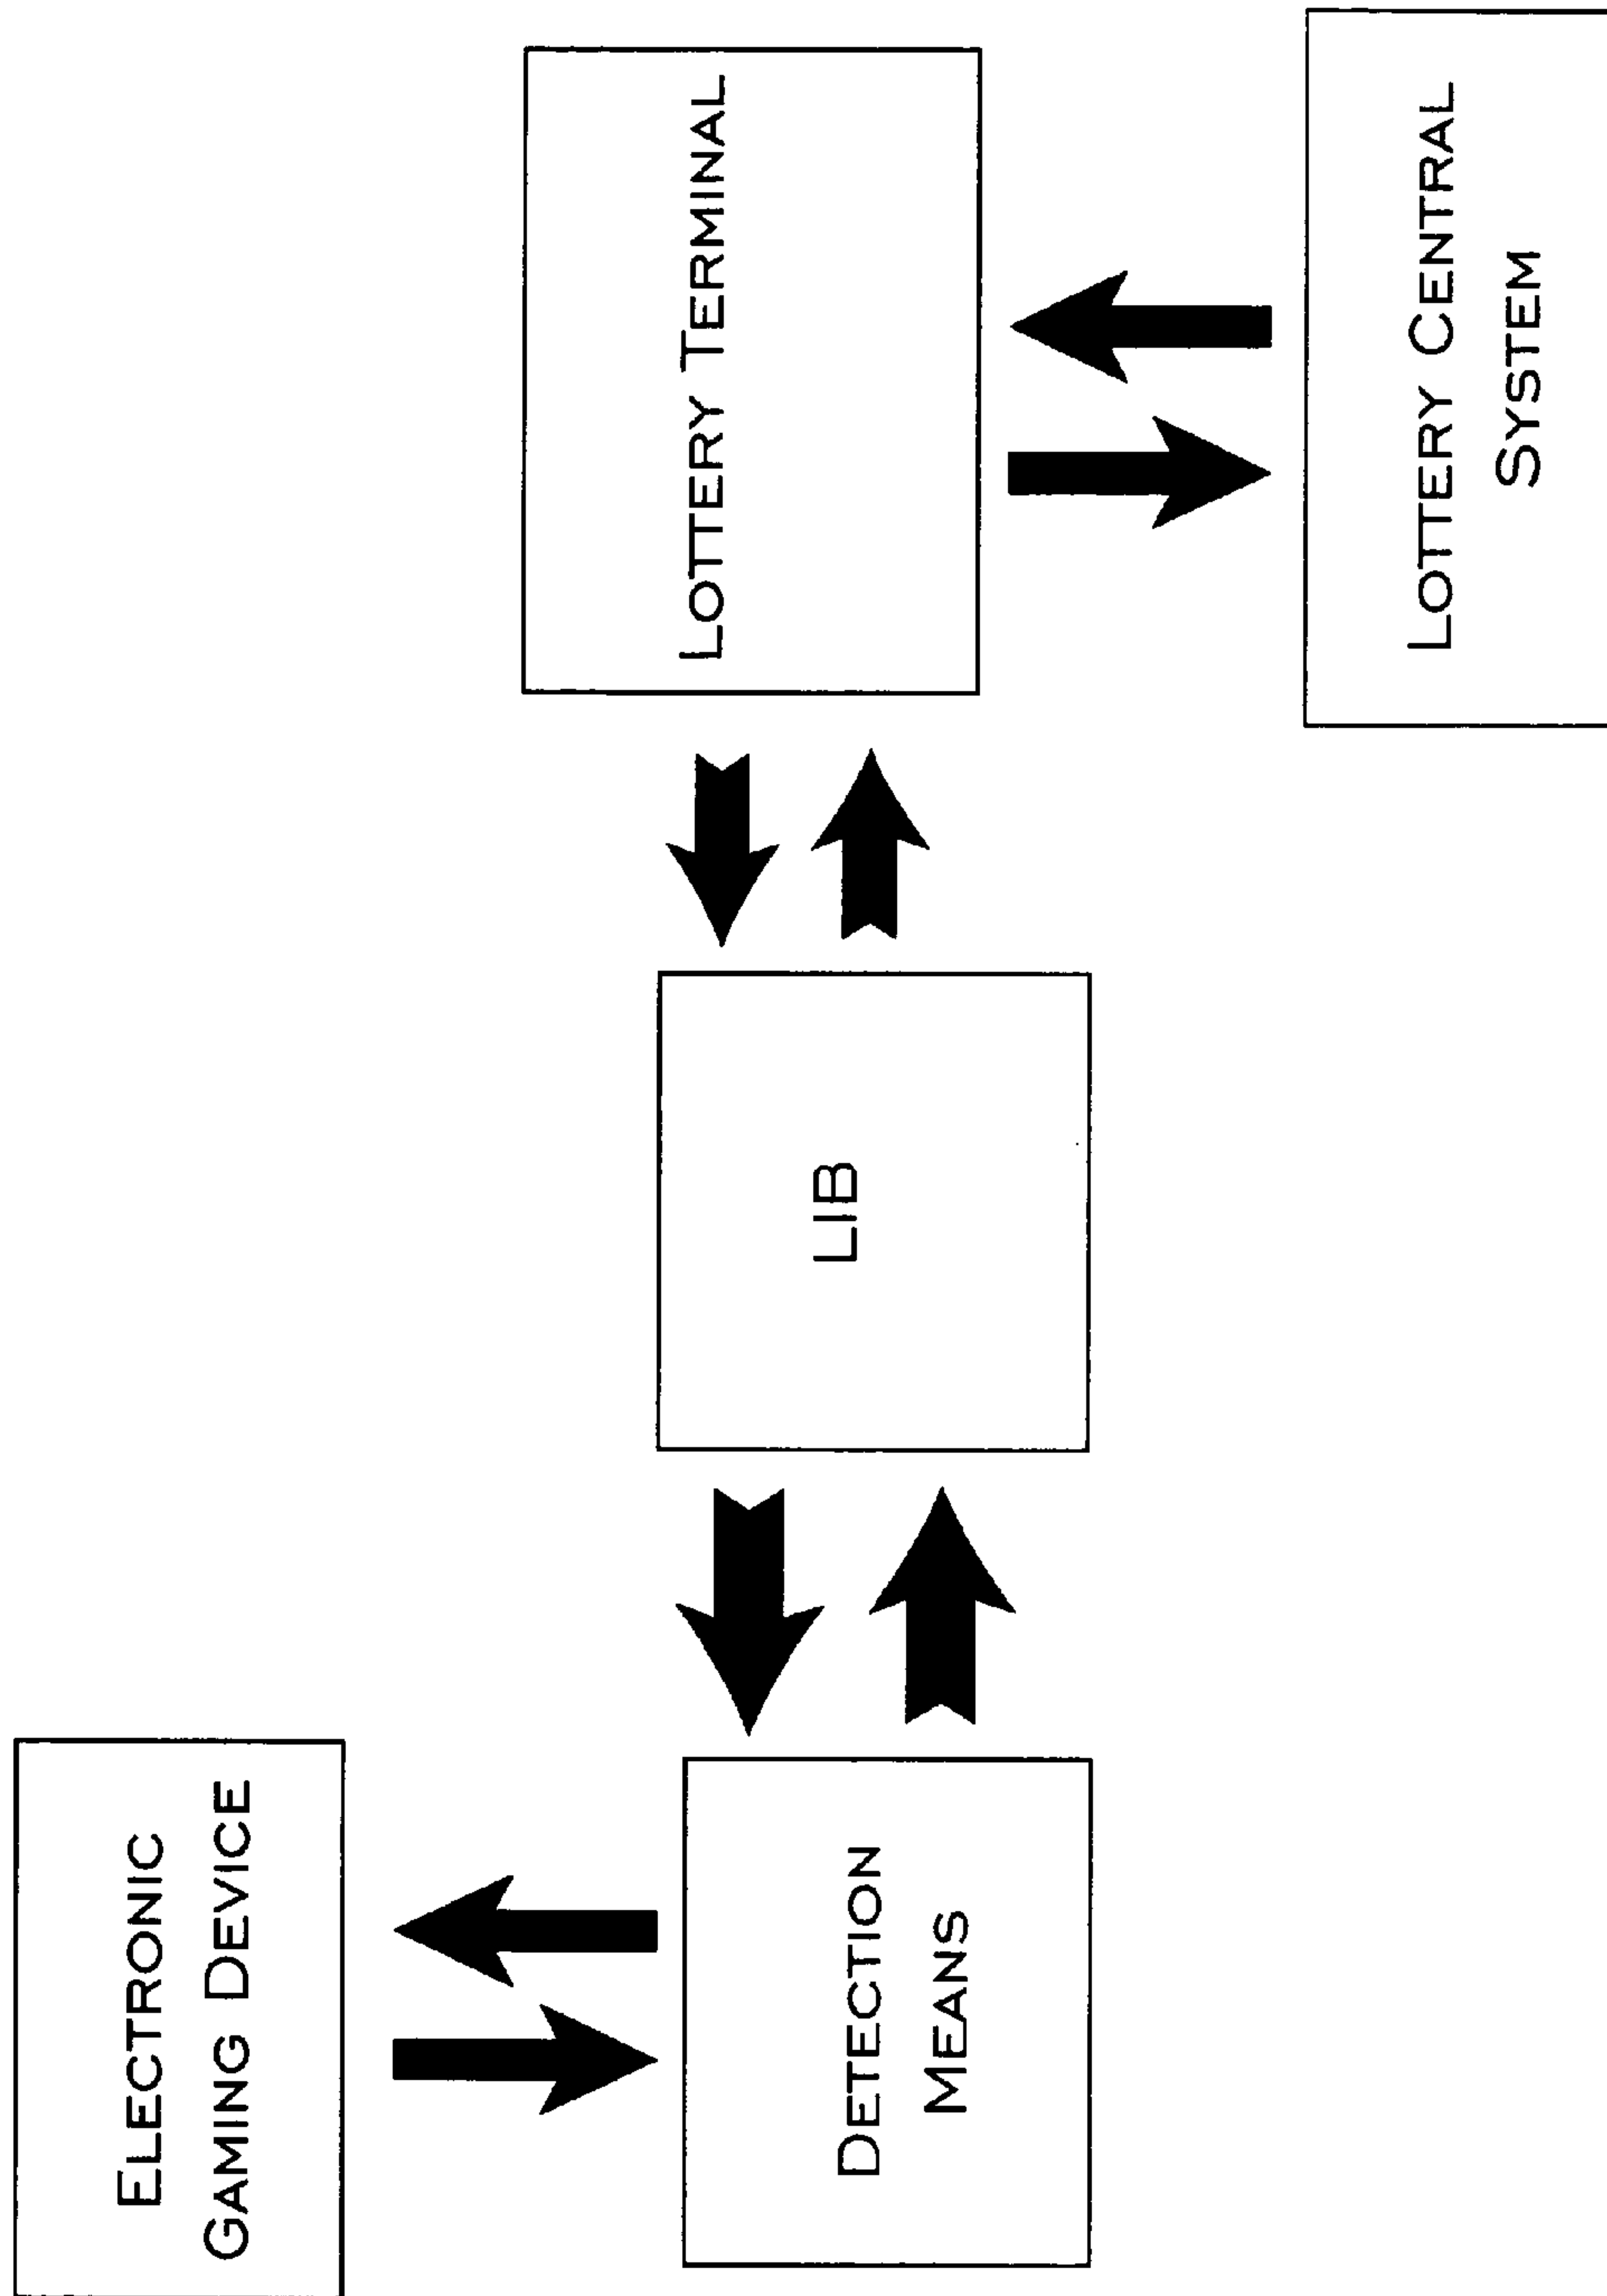 ELECTRONIC
GAMING DEVICE
DETECTION
MEANS
LIB
LOTTERY TERMINAL
LOTTERY CENTRAL
SYSTEM